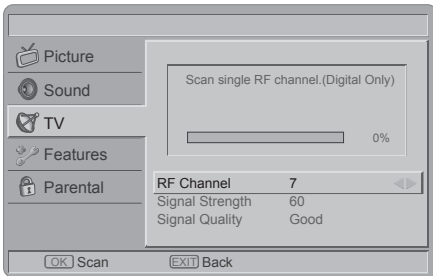 Picture
Sound
TV
Features
Parental
Scan single RF channel.(Digital Only)
0%
RF Channel 7
Signal Strength 60
Signal Quality Good
OK Scan EXIT Back